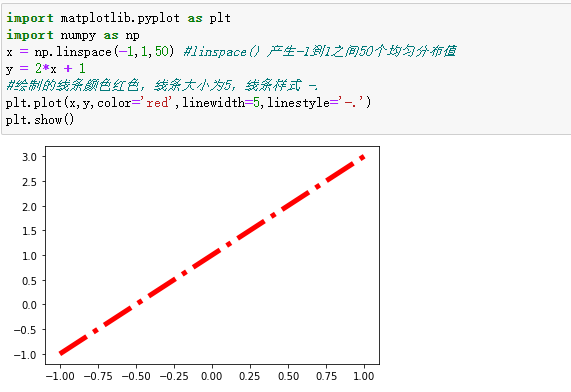 import matplotlib.pyplot as plt
import numpy as np
x = np.linspace(-1,1,50) #linspace() 产生-1到1之间50个均匀分布值
y = 2*x + 1
#绘制的线条颜色红色，线条大小为5，线条样式 -.
plt.plot(x,y,color='red',linewidth=5,linestyle='-.')
plt.show()
3.0
2.5
2.0
1.5
1.0
0.5
0.0
−0.5
−1.0
−1.00 −0.75 −0.50 −0.25 0.00 0.25 0.50 0.75 1.00